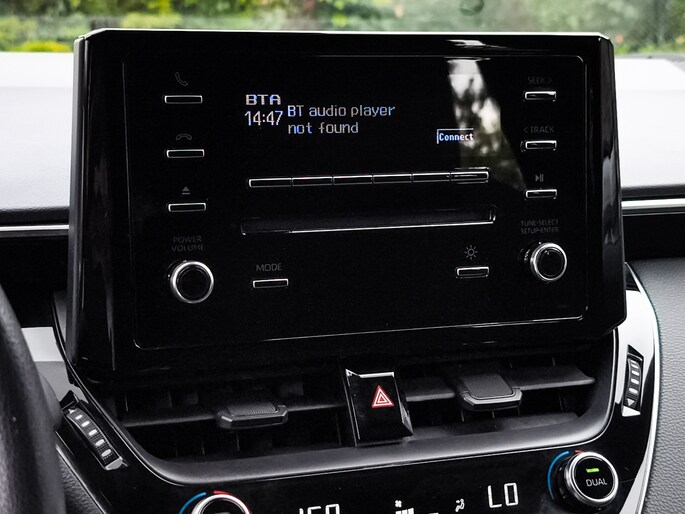 BTA
14:47
BT audio player
not found
Connect
SEEK >
< TRACK
POWER
VOLUME
MODE
TUNE/SELECT
SETUP-ENTER
LO
DUAL